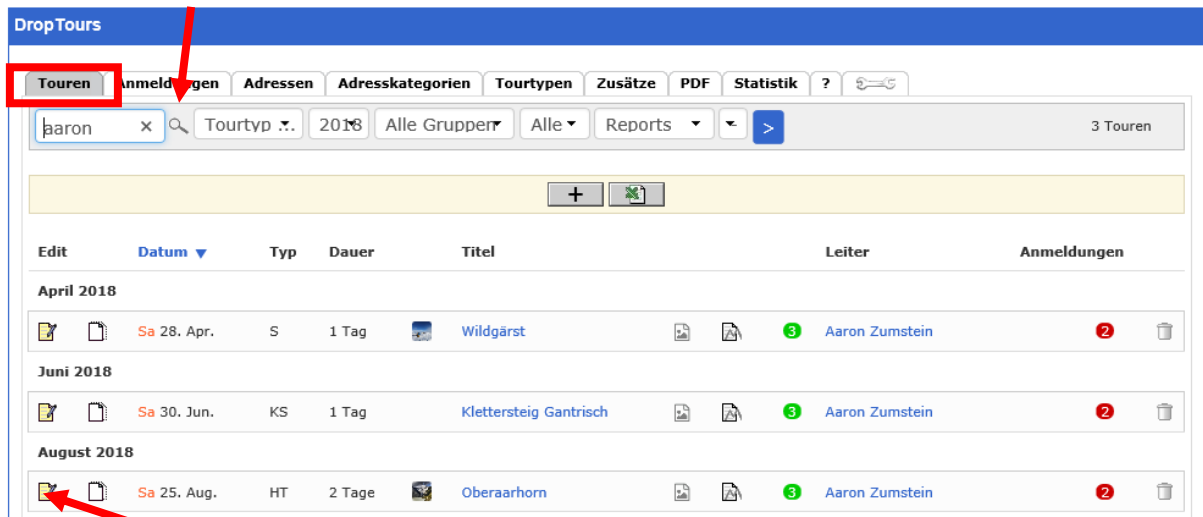 DropTours
Touren Anmeldungen Adressen Adresskategorien Tourtypen Zusätze PDF Statistik ?
aaron × Tourtyp ... 2018 Alle Gruppen Alle Reports - > 3 Touren
+
Edit Datum Typ Dauer Titel Leiter Anmeldungen
April 2018
Sa 28. Apr. S 1 Tag Wildgärst 3 Aaron Zumstein 2
Juni 2018
Sa 30. Jun. KS 1 Tag Klettersteig Gantrisch 3 Aaron Zumstein 2
August 2018
Sa 25. Aug. HT 2 Tage Oberaarhorn 3 Aaron Zumstein 2